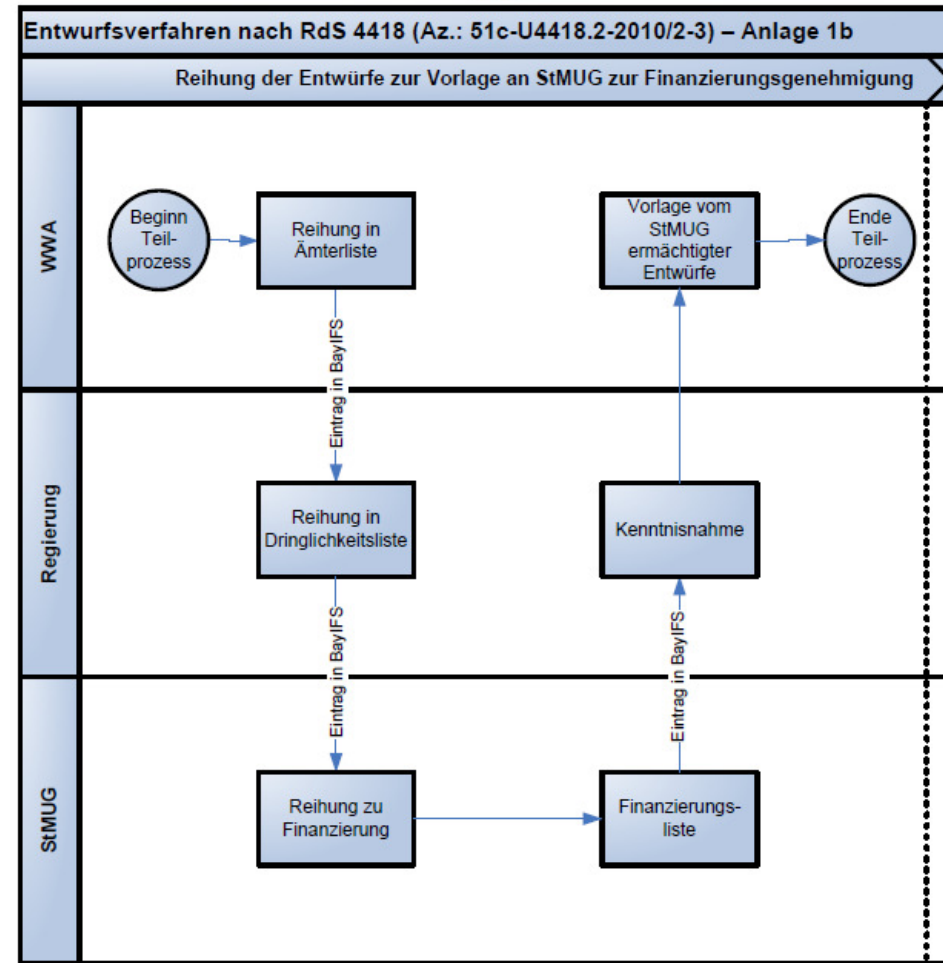 Entwurfsverfahren nach RdS 4418 (Az.: 51c-U4418.2-2010/2-3) – Anlage 1b
Reihung der Entwürfe zur Vorlage an StMUG zur Finanzierungsgenehmigung
WWA
Beginn
Teil-
prozess
Reihung in
Ämterliste
Vorlage vom
StMUG
ermächtigter
Entwürfe
Ende
Teil-
prozess
Eintrag in BayIFS
Regierung
Reihung in
Dringlichkeitsliste
Kenntnisnahme
Eintrag in BayIFS
Eintrag in BayIFS
StMUG
Reihung zu
Finanzierung
Finanzierungs-
liste